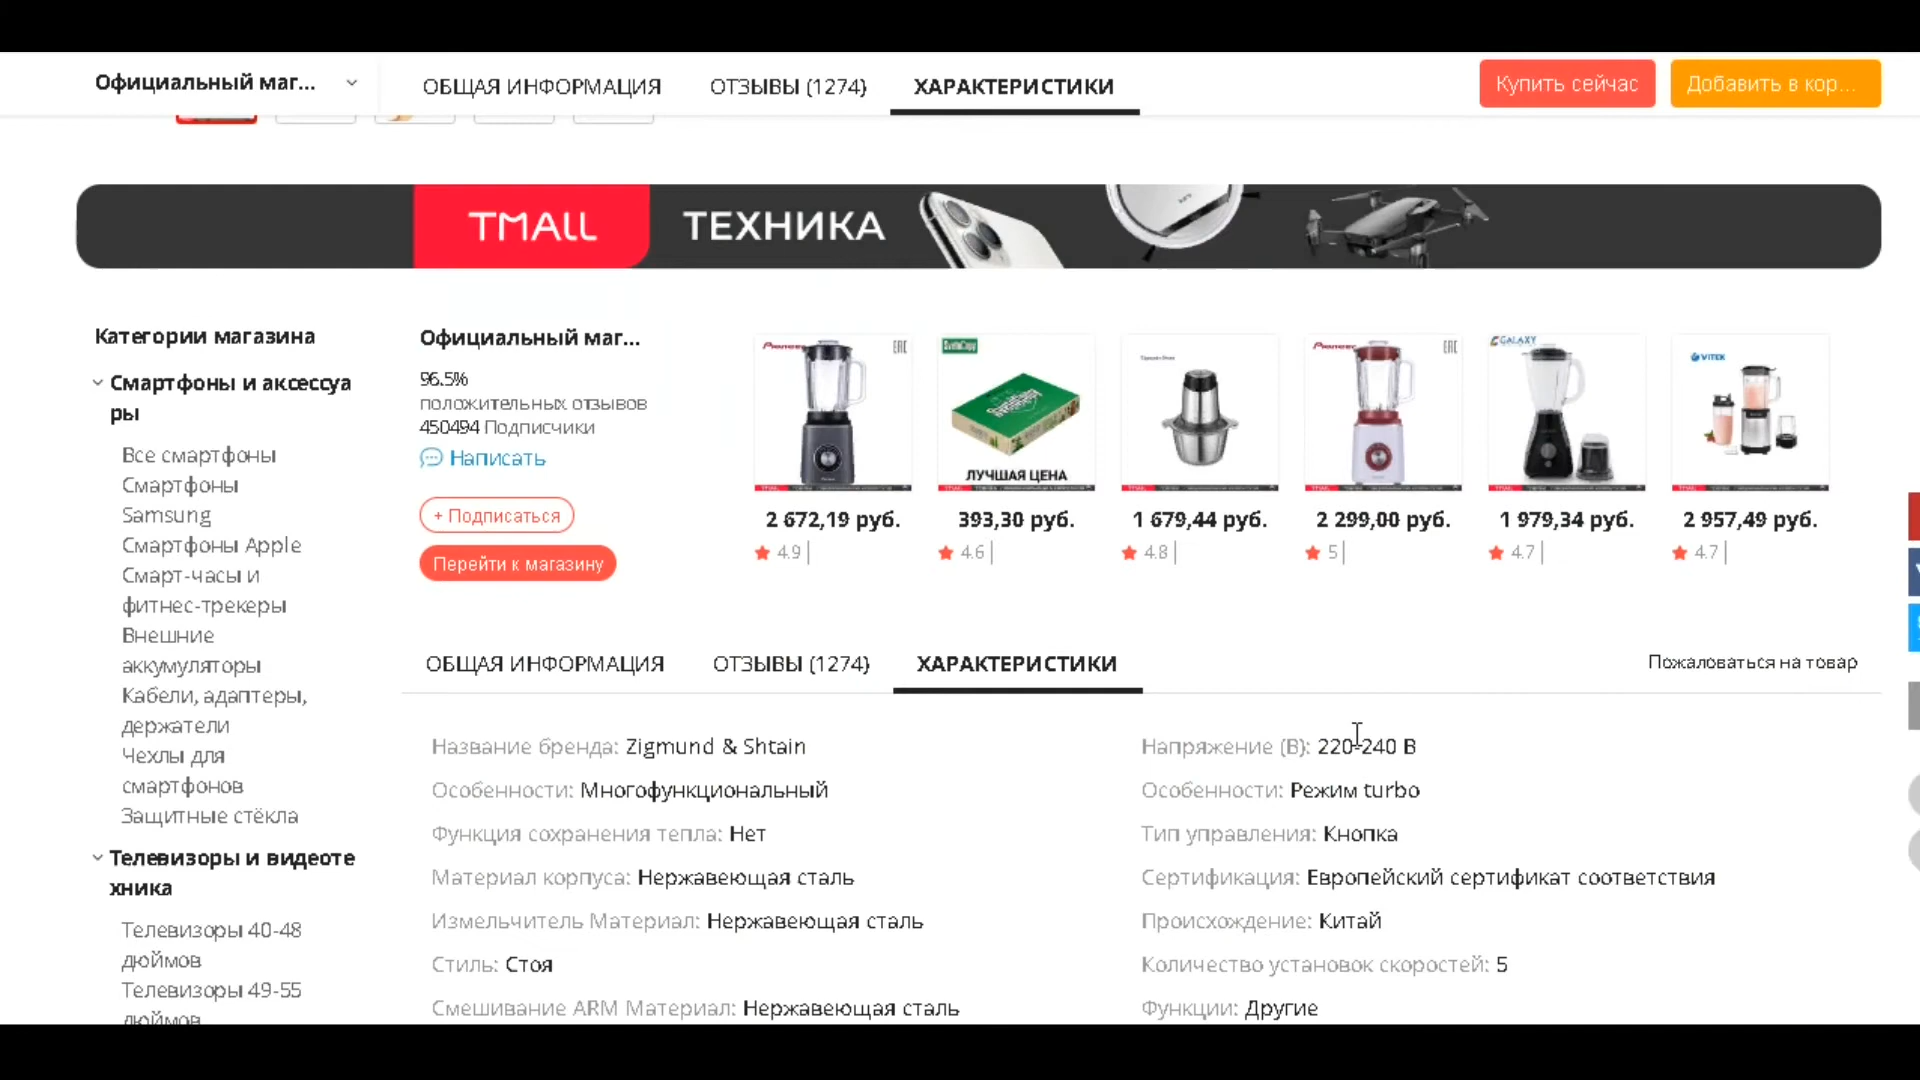 Официальный маг...
ОБЩАЯ ИНФОРМАЦИЯ
ОТЗЫВЫ (1274)
ХАРАКТЕРИСТИКИ
Купить сейчас
Добавить в кор...
TMALL
ТЕХНИКА
Категории магазина
Смартфоны и аксессуа
ры
Все смартфоны
Смартфоны
Samsung
Смартфоны Apple
Смарт-часы и
фитнес-трекеры
Внешние
аккумуляторы
Кабели, адаптеры,
держатели
Чехлы для
смартфонов
Защитные стёкла
Телевизоры и видеоте
хника
Телевизоры 40-48
дюймов
Телевизоры 49-55
дюймов
Официальный маг...
96.5%
положительных отзывов
450494 Подписчики
Написать
+ Подписаться
Перейти к магазину
Pioneer
EAC
ЛУЧШАЯ ЦЕНА
Pioneer
EAC
GALAXY
VITEK
2 672,19 руб.
393,30 руб.
1 679,44 руб.
2 299,00 руб.
1 979,34 руб.
2 957,49 руб.
4.9
4.6
4.8
5
4.7
4.7
ОБЩАЯ ИНФОРМАЦИЯ
ОТЗЫВЫ (1274)
ХАРАКТЕРИСТИКИ
Пожаловаться на товар
Название бренда: Zigmund & Shtain
Напряжение (В): 220-240 В
Особенности: Многофункциональный
Особенности: Режим turbo
Функция сохранения тепла: Нет
Тип управления: Кнопка
Материал корпуса: Нержавеющая сталь
Сертификация: Европейский сертификат соответствия
Измельчитель Материал: Нержавеющая сталь
Происхождение: Китай
Стиль: Стоя
Количество установок скоростей: 5
Смешивание ARM Материал: Нержавеющая сталь
Функции: Другие